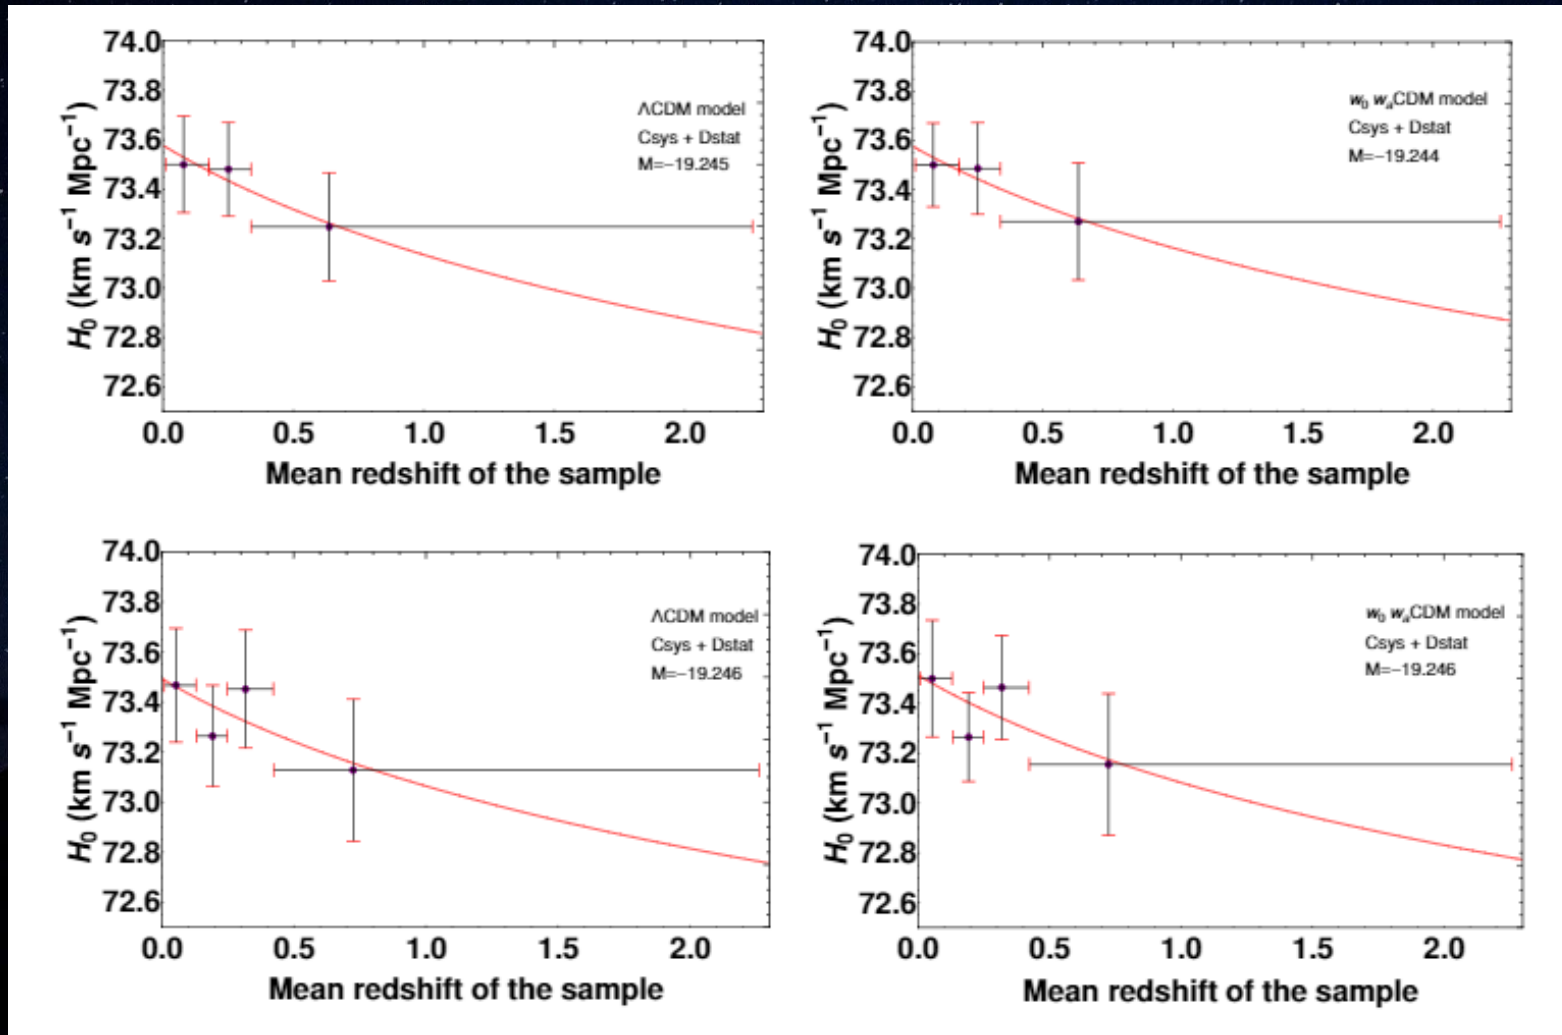 74.0
73.8
73.6
73.4
73.2
73.0
72.8
72.6
H₀ (km s⁻¹ Mpc⁻¹)
ΛCDM model
Csys + Dstat
M=−19.245
0.0 0.5 1.0 1.5 2.0
Mean redshift of the sample
74.0
73.8
73.6
73.4
73.2
73.0
72.8
72.6
H₀ (km s⁻¹ Mpc⁻¹)
w₀ wₐCDM model
Csys + Dstat
M=−19.244
0.0 0.5 1.0 1.5 2.0
Mean redshift of the sample
74.0
73.8
73.6
73.4
73.2
73.0
72.8
72.6
H₀ (km s⁻¹ Mpc⁻¹)
ΛCDM model
Csys + Dstat
M=−19.246
0.0 0.5 1.0 1.5 2.0
Mean redshift of the sample
74.0
73.8
73.6
73.4
73.2
73.0
72.8
72.6
H₀ (km s⁻¹ Mpc⁻¹)
w₀ wₐCDM model
Csys + Dstat
M=−19.246
0.0 0.5 1.0 1.5 2.0
Mean redshift of the sample